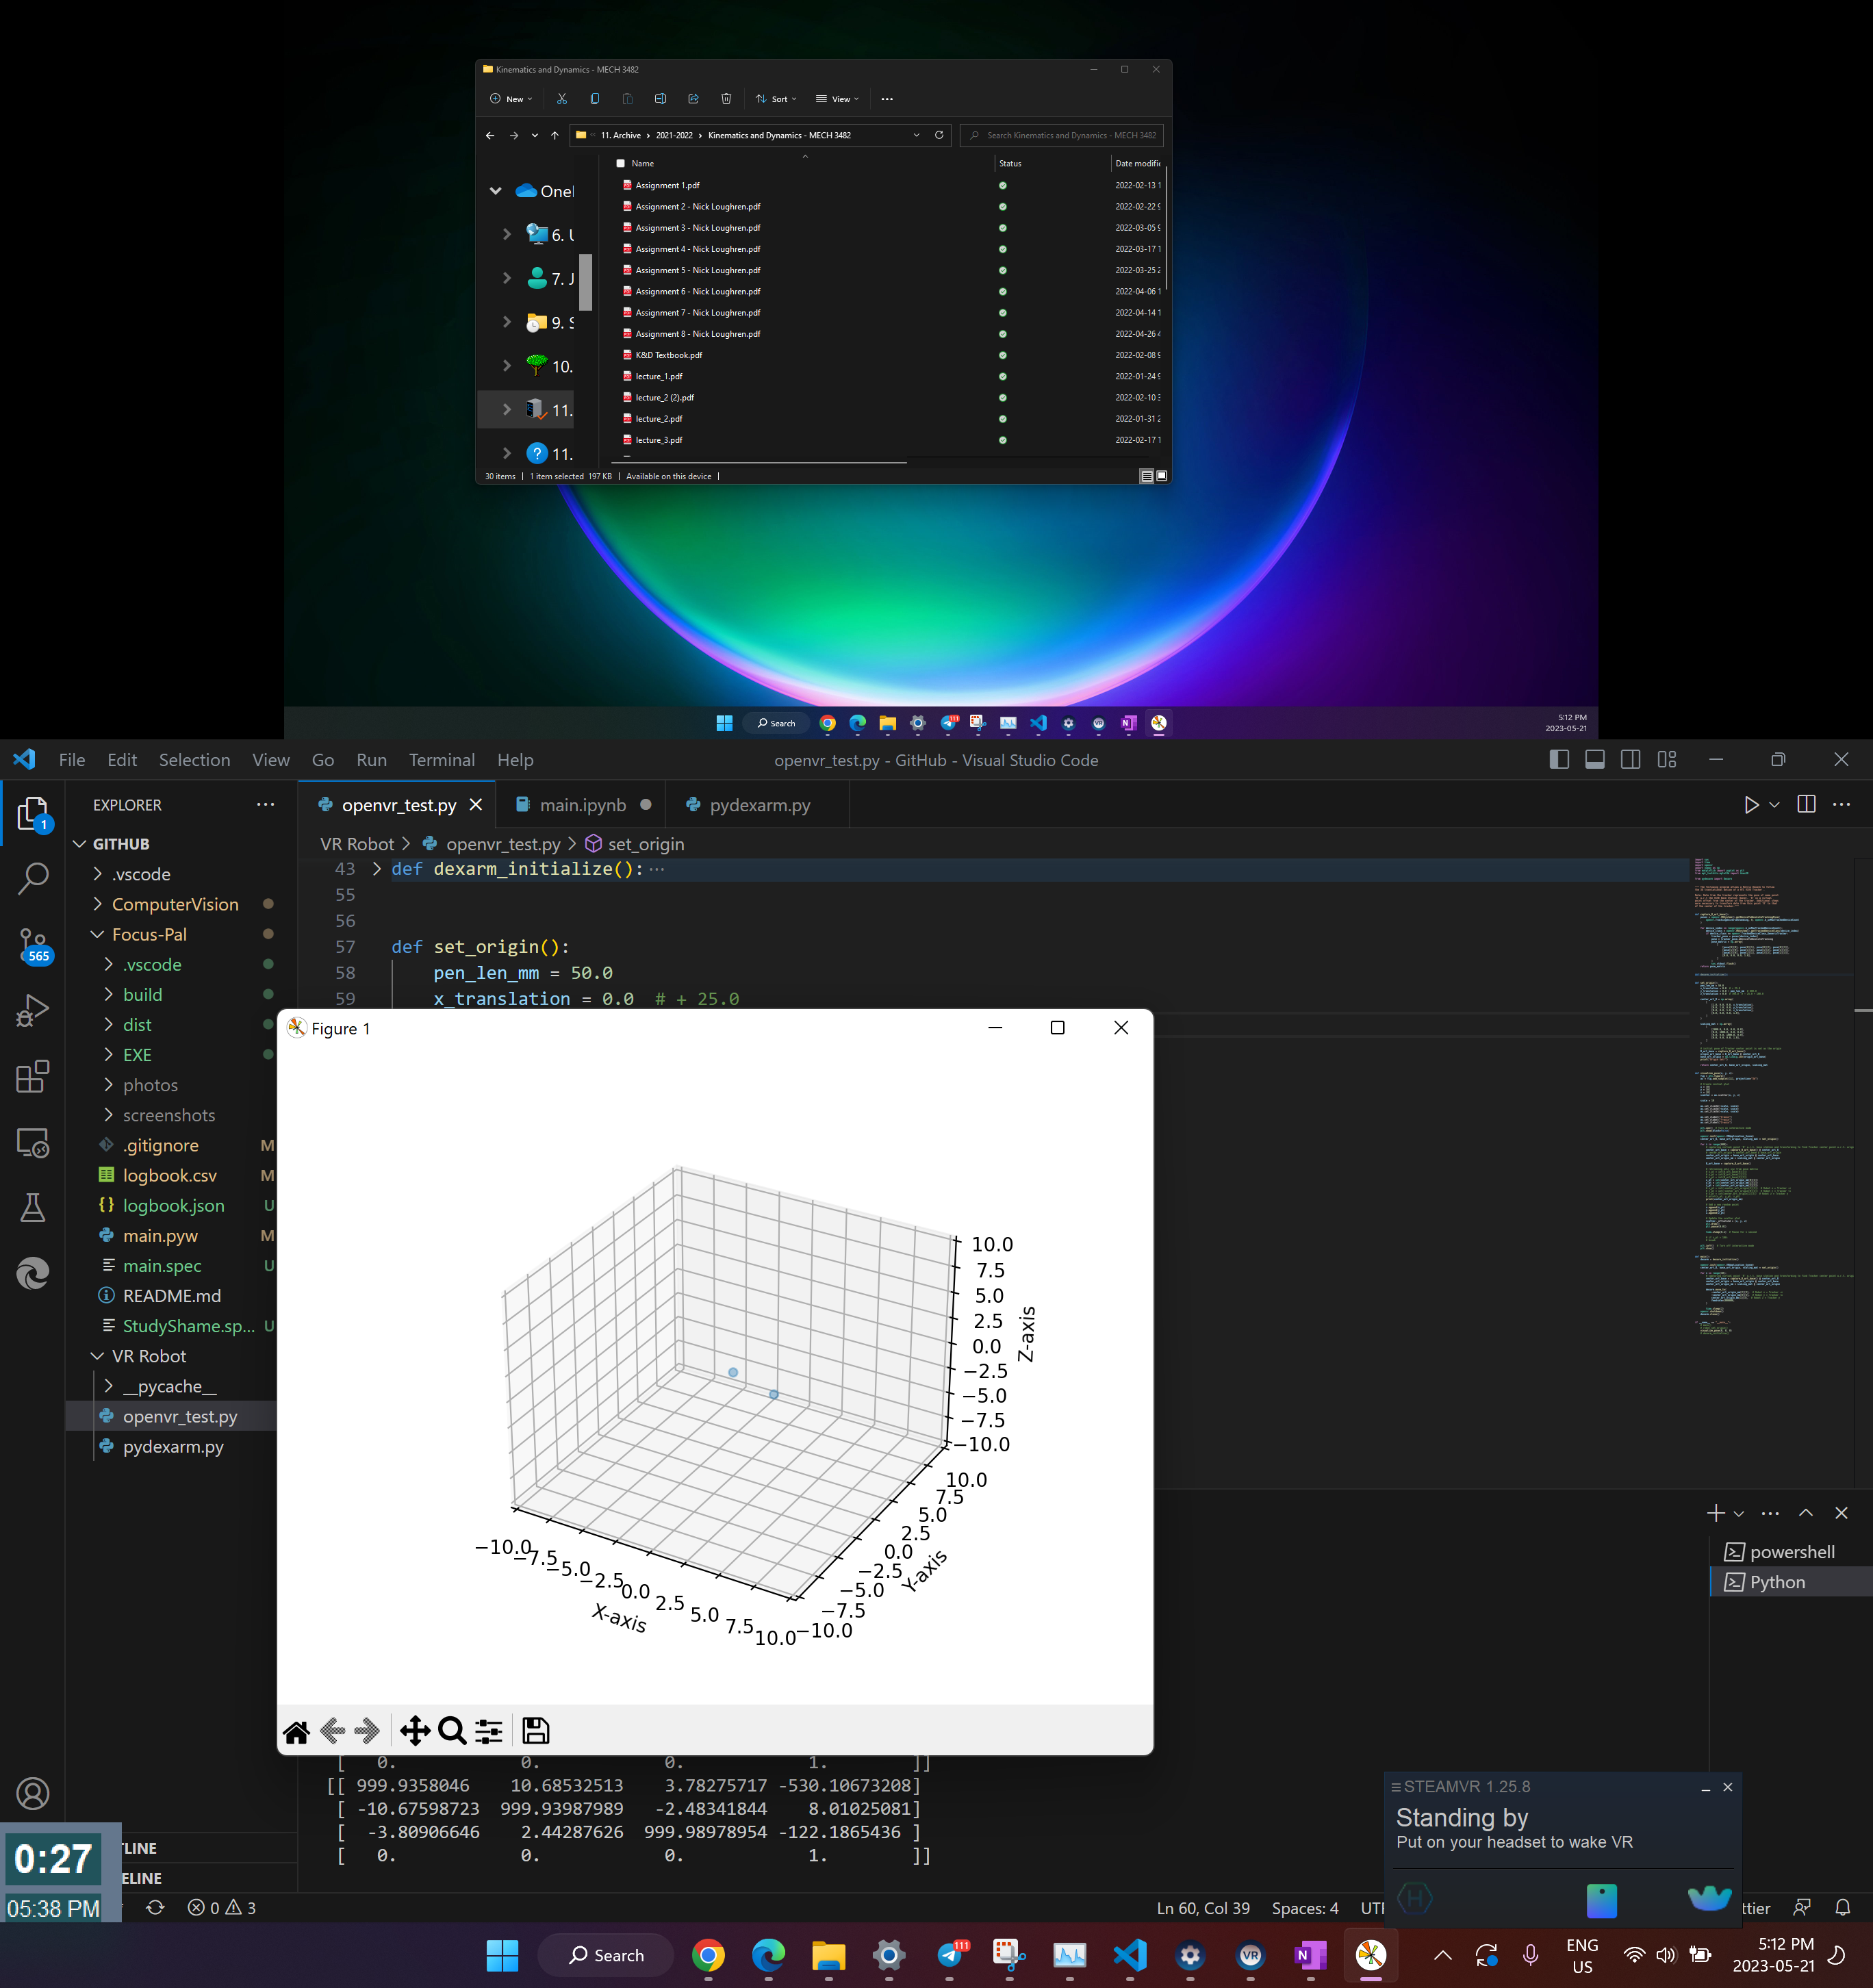 Kinematics and Dynamics - MECH 3482
New
Sort
View
11. Archive > 2021-2022 > Kinematics and Dynamics - MECH 3482
Search Kinematics and Dynamics - MECH 3482
Name Status Date modifi
Onel
6. U
7. J
9. S
10.
11.
11.
Assignment 1.pdf 2022-02-13 1
Assignment 2 - Nick Loughren.pdf 2022-02-22 9
Assignment 3 - Nick Loughren.pdf 2022-03-05 9
Assignment 4 - Nick Loughren.pdf 2022-03-17 1
Assignment 5 - Nick Loughren.pdf 2022-03-25 2
Assignment 6 - Nick Loughren.pdf 2022-04-06 1
Assignment 7 - Nick Loughren.pdf 2022-04-14 1
Assignment 8 - Nick Loughren.pdf 2022-04-26 4
K&D Textbook.pdf 2022-02-08 9
lecture_1.pdf 2022-01-24 9
lecture_2 (2).pdf 2022-02-10 3
lecture_2.pdf 2022-01-31 2
lecture_3.pdf 2022-02-17 1
30 items | 1 item selected 197 KB | Available on this device |
Search
111
5:12 PM
2023-05-21
File Edit Selection View Go Run Terminal Help
openvr_test.py - GitHub - Visual Studio Code
EXPLORER
openvr_test.py
main.ipynb
pydexarm.py
VR Robot > openvr_test.py > set_origin
1
565
GITHUB
.vscode
ComputerVision
Focus-Pal
.vscode
build
dist
EXE
photos
screenshots
.gitignore M
logbook.csv M
logbook.json U
main.pyw M
main.spec U
README.md
StudyShame.sp... U
VR Robot
__pycache__
openvr_test.py
pydexarm.py
43 def dexarm_initialize():···
55
56
57 def set_origin():
58 pen_len_mm = 50.0
59 x_translation = 0.0 # + 25.0
Figure 1
10.0
7.5
5.0
2.5
0.0
−2.5
−5.0
−7.5
−10.0
Z-axis
10.0
7.5
5.0
2.5
0.0
−2.5
−5.0
−7.5
−10.0
Y-axis
−10.0
−7.5
−5.0
−2.5
0.0
2.5
5.0
7.5
10.0
X-axis
powershell
Python
[ 0. 0. 0. 1. ]]
[[ 999.9358046 10.68532513 3.78275717 -530.10673208]
[ -10.67598723 999.93987989 -2.48341844 8.01025081]
[ -3.80906646 2.44287626 999.98978954 -122.1865436 ]
[ 0. 0. 0. 1. ]]
STEAMVR 1.25.8
Standing by
Put on your headset to wake VR
0:27
05:38 PM
TLINE
ELINE
0 3
Ln 60, Col 39 Spaces: 4 UTF
ttier
Search
111
VR
N
ENG
US
5:12 PM
2023-05-21